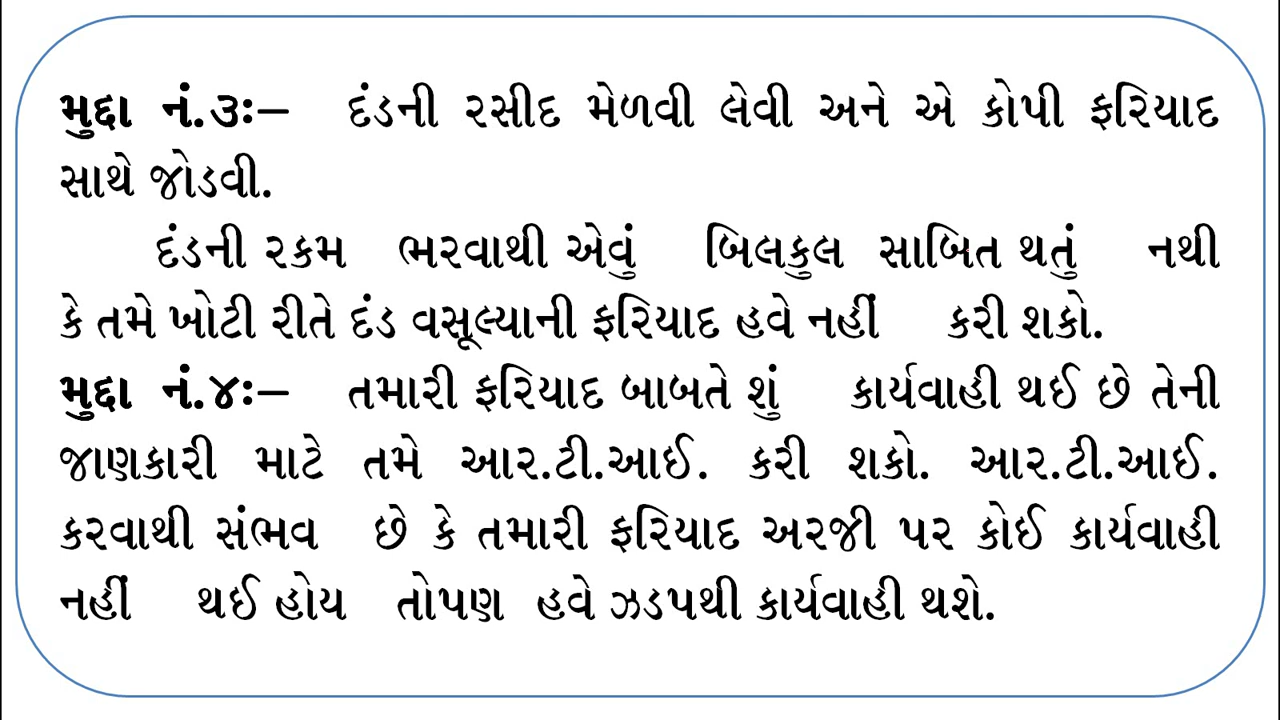 મુદ્દા નં.૩ઃ– દંડની રસીદ મેળવી લેવી અને એ કોપી ફરિયાદ
સાથે જોડવી.
દંડની રકમ ભરવાથી એવું બિલકુલ સાબિત થતું નથી
કે તમે ખોટી રીતે દંડ વસૂલ્યાની ફરિયાદ હવે નહીં કરી શકો.
મુદ્દા નં.૪ઃ– તમારી ફરિયાદ બાબતે શું કાર્યવાહી થઈ છે તેની
જાણકારી માટે તમે આર.ટી.આઈ. કરી શકો. આર.ટી.આઈ.
કરવાથી સંભવ છે કે તમારી ફરિયાદ અરજી પર કોઈ કાર્યવાહી
નહીં થઈ હોય તોપણ હવે ઝડપથી કાર્યવાહી થશે.